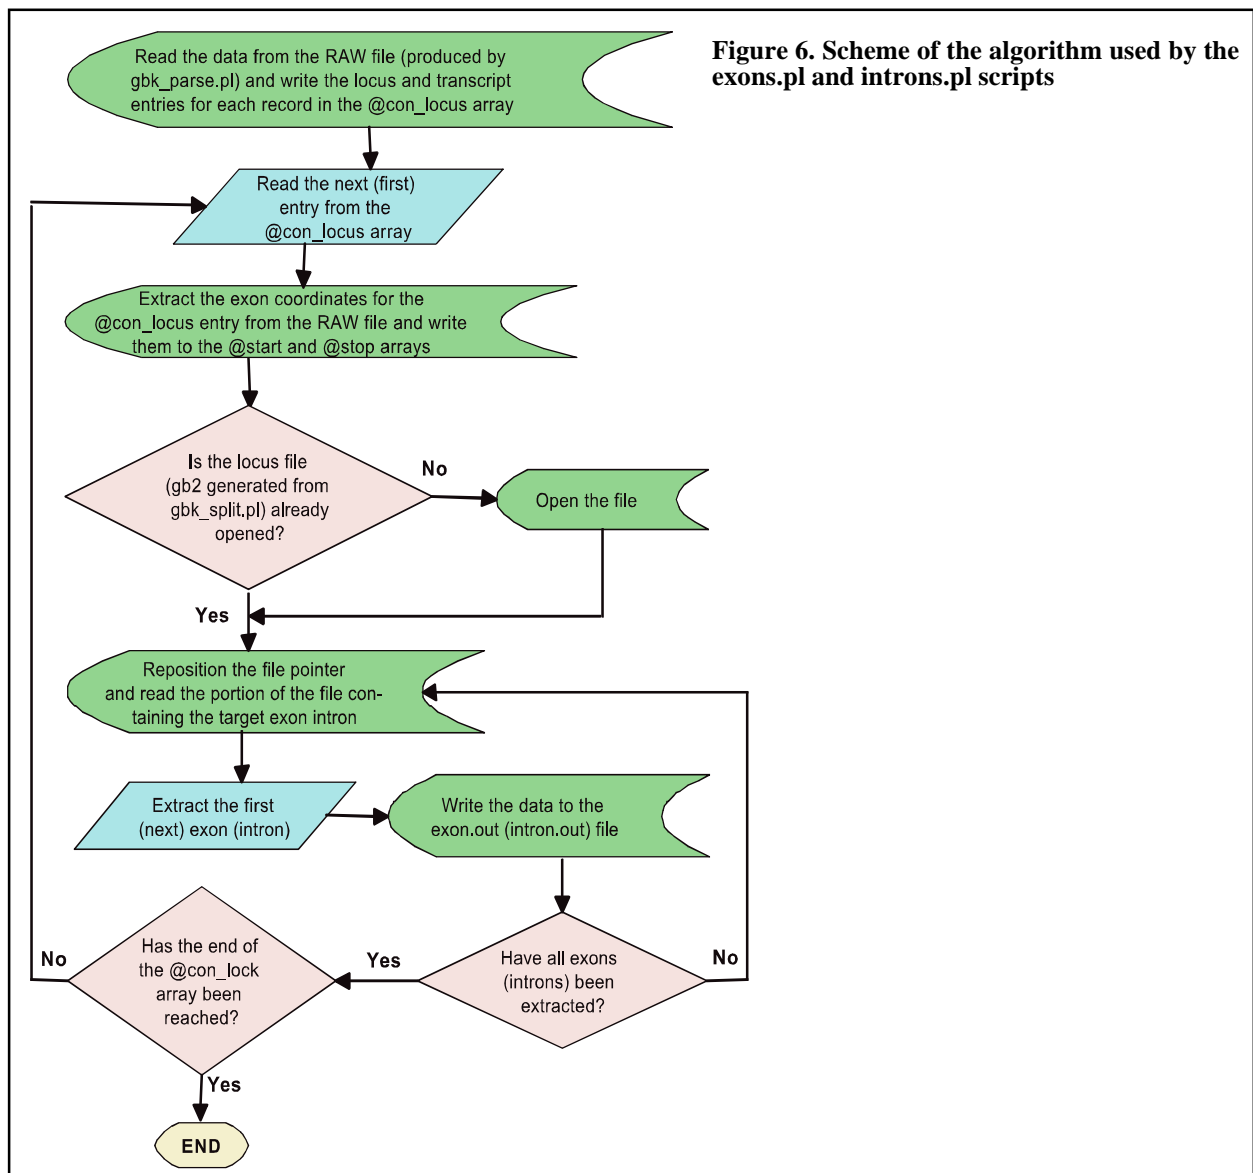 Figure 6. Scheme of the algorithm used by the
exons.pl and introns.pl scripts
Read the data from the RAW file (produced by
gbk_parse.pl) and write the locus and transcript
entries for each record in the @con_locus array
Read the next (first)
entry from the
@con_locus array
Extract the exon coordinates for the
@con_locus entry from the RAW file and write
them to the @start and @stop arrays
Is the locus file
(gb2 generated from
gbk_split.pl) already
opened?
No
Open the file
Yes
Reposition the file pointer
and read the portion of the file con-
taining the target exon intron
Extract the first
(next) exon (intron)
Write the data to the
exon.out (intron.out) file
Have all exons
(introns) been
extracted?
No
Yes
Has the end of
the @con_lock
array been
reached?
No
Yes
END